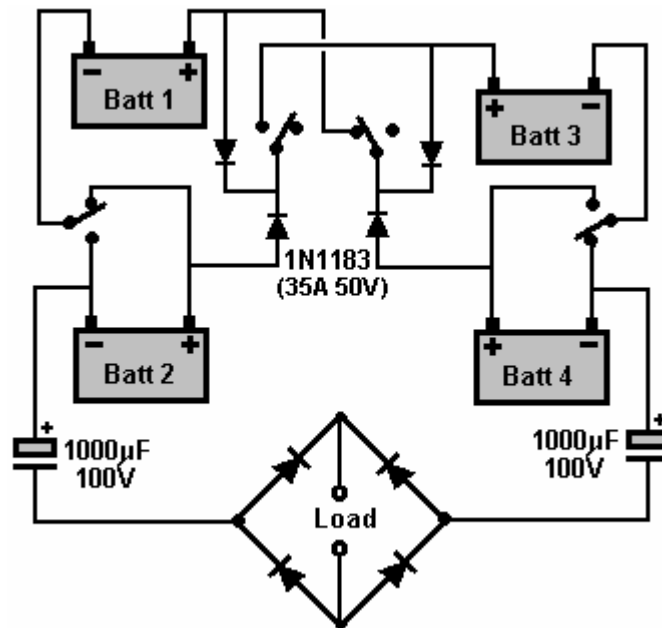 - +
Batt 1
+ -
Batt 3
1N1183
(35A 50V)
- +
Batt 2
+ -
Batt 4
+
1000µF
100V
+
1000µF
100V
Load